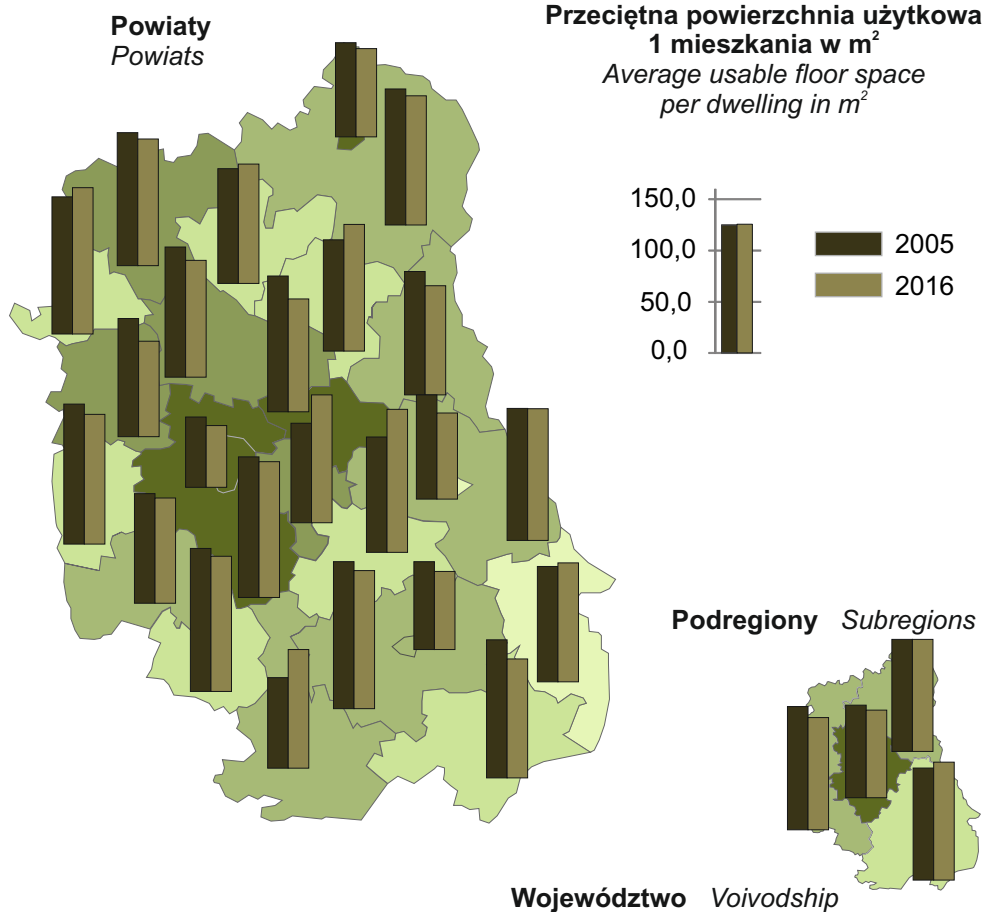 Powiaty
Powiats
Przeciętna powierzchnia użytkowa
1 mieszkania w m²
Average usable floor space
per dwelling in m²
150,0
100,0
50,0
0,0
2005
2016
Podregiony Subregions
Województwo Voivodship